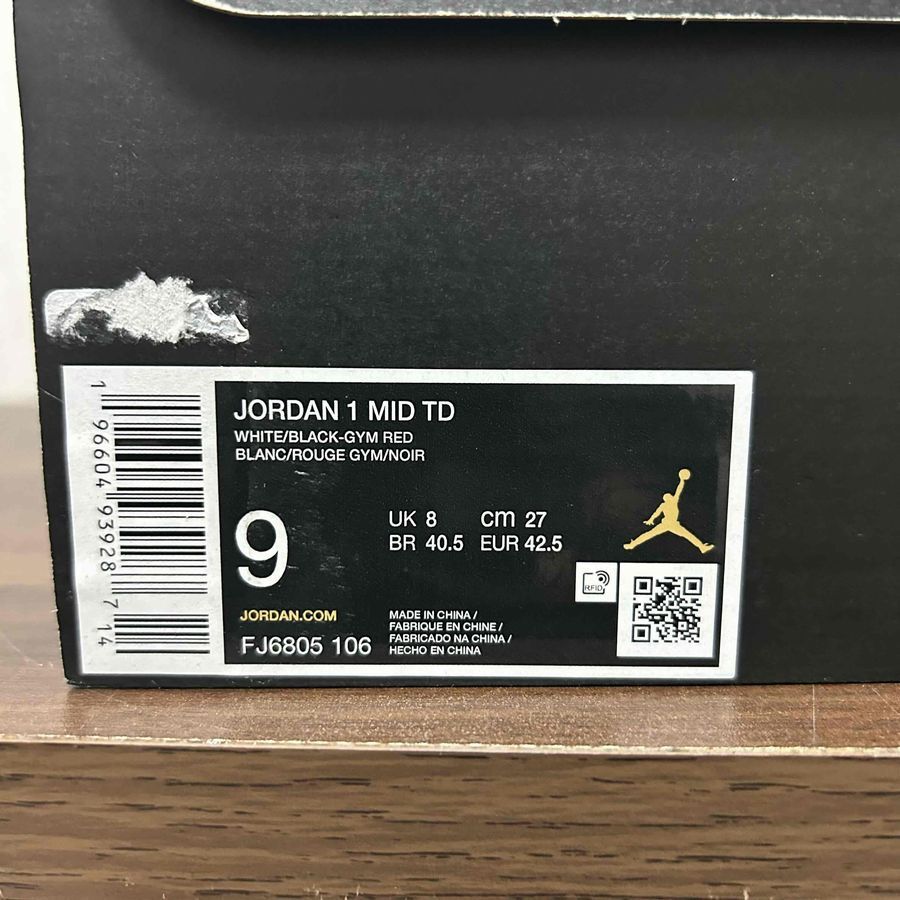 1 96604 93928 7 14
JORDAN 1 MID TD
WHITE/BLACK-GYM RED
BLANC/ROUGE GYM/NOIR
9
UK 8 cm 27
BR 40.5 EUR 42.5
RFID
JORDAN.COM
FJ6805 106
MADE IN CHINA /
FABRIQUE EN CHINE /
FABRICADO NA CHINA /
HECHO EN CHINA